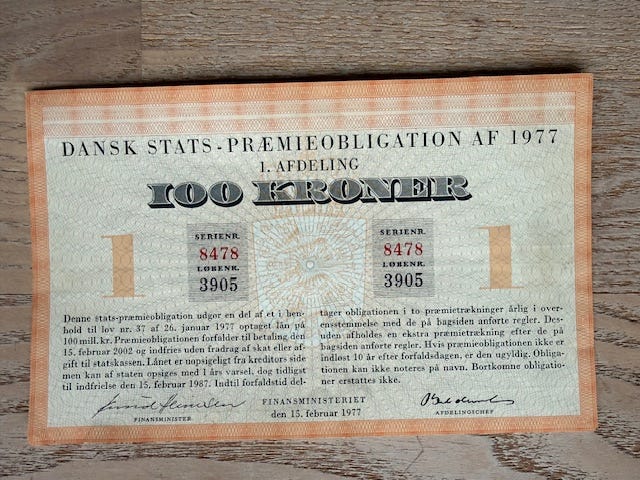 DANSK STATS-PRÆMIEOBLIGATION AF 1977
1. AFDELING
100 KRONER
1
SERIENR.
8478
LØBENR.
3905
SERIENR.
8478
LØBENR.
3905
1
Denne stats-præmieobligation udgør en del af et i hen-
hold til lov nr. 37 af 26. januar 1977 optaget lån på
100 mill. kr. Præmieobligationen forfalder til betaling den
15. februar 2002 og indfries uden fradrag af skat eller af-
gift til statskassen. Lånet er uopsigeligt fra kreditors side
men kan af staten opsiges med 1 års varsel, dog tidligst
til indfrielse den 15. februar 1987. Indtil forfaldstid del-
tager obligationen i to præmietrækninger årlig i over-
ensstemmelse med de på bagsiden anførte regler. Des-
uden afholdes en ekstra præmietrækning efter de på
bagsiden anførte regler. Hvis præmieobligationen ikke er
indløst 10 år efter forfaldsdagen, er den ugyldig. Obliga-
tionen kan ikke noteres på navn. Bortkomne obligatio-
ner erstattes ikke.
FINANSMINISTERIET
den 15. februar 1977
FINANSMINISTER
AFDELINGSCHEF